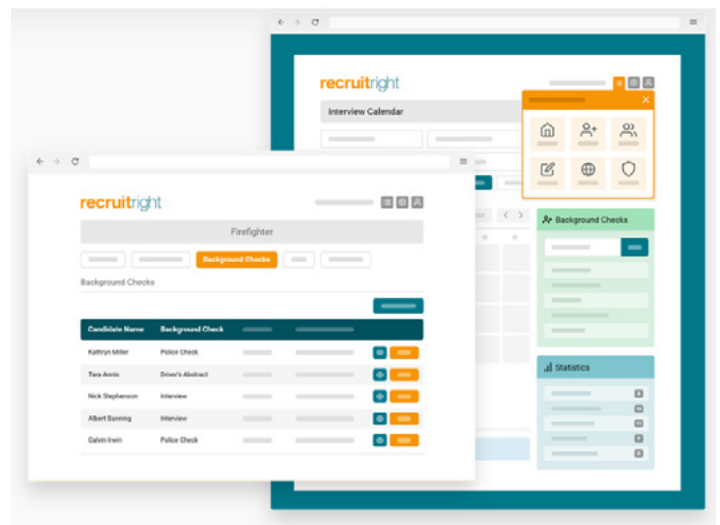 recruitright
Interview Calendar
Background Checks
Statistics
recruitright
Firefighter
Background Checks
Background Checks
Candidate Name Background Check
Kathryn Miller Police Check
Tara Annis Driver's Abstract
Nick Stephenson Interview
Albert Banning Interview
Calvin Irwin Police Check